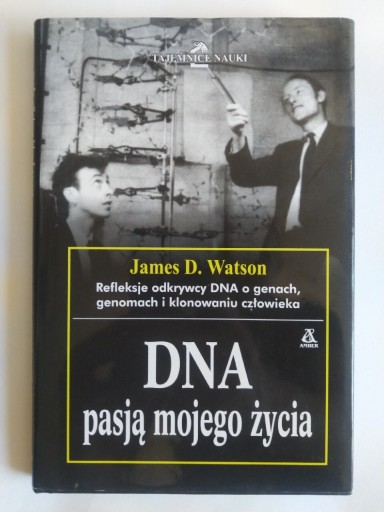 TAJEMNICE NAUKI
James D. Watson
Refleksje odkrywcy DNA o genach,
genomach i klonowaniu człowieka
AMBER
DNA
pasją mojego życia